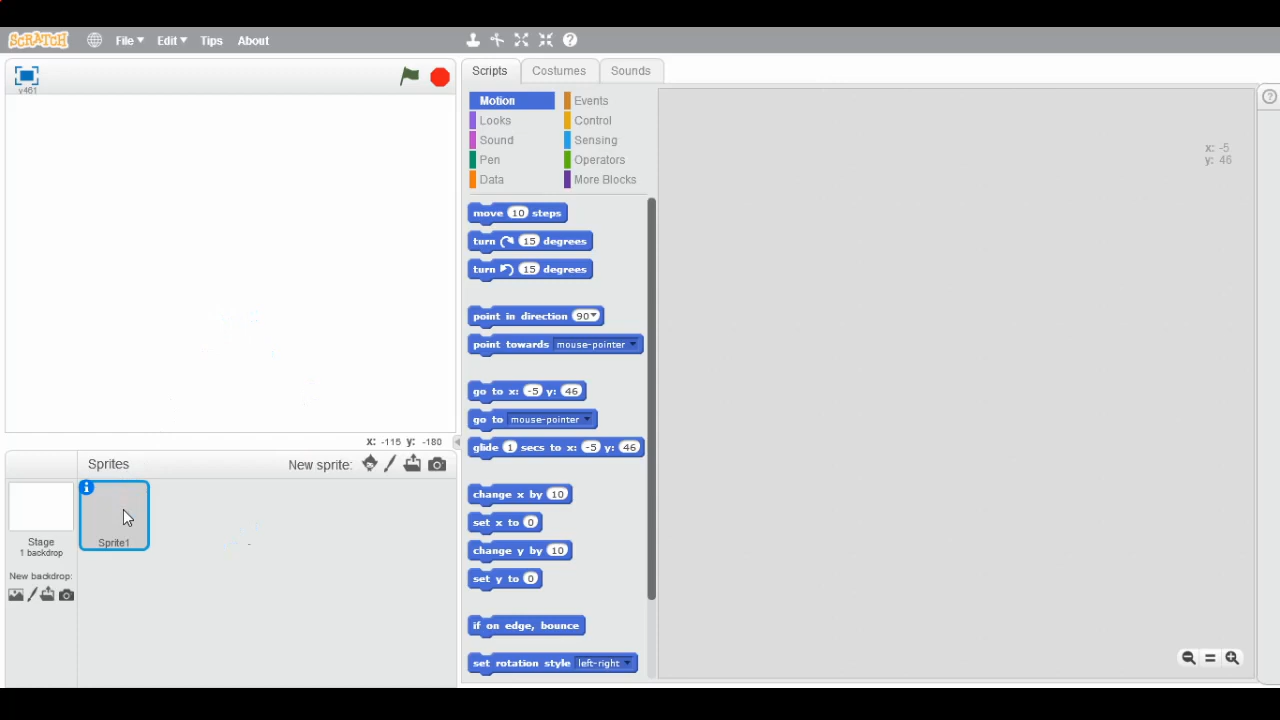 SCRATCH File Edit Tips About
v461
Scripts Costumes Sounds
Motion Events
Looks Control
Sound Sensing
Pen Operators
Data More Blocks
x: -5
y: 46
move 10 steps
turn 15 degrees
turn 15 degrees
point in direction 90
point towards mouse-pointer
go to x: -5 y: 46
go to mouse-pointer
glide 1 secs to x: -5 y: 46
change x by 10
set x to 0
change y by 10
set y to 0
if on edge, bounce
set rotation style left-right
x: -115 y: -180
Sprites New sprite:
Stage
1 backdrop
New backdrop:
Sprite1